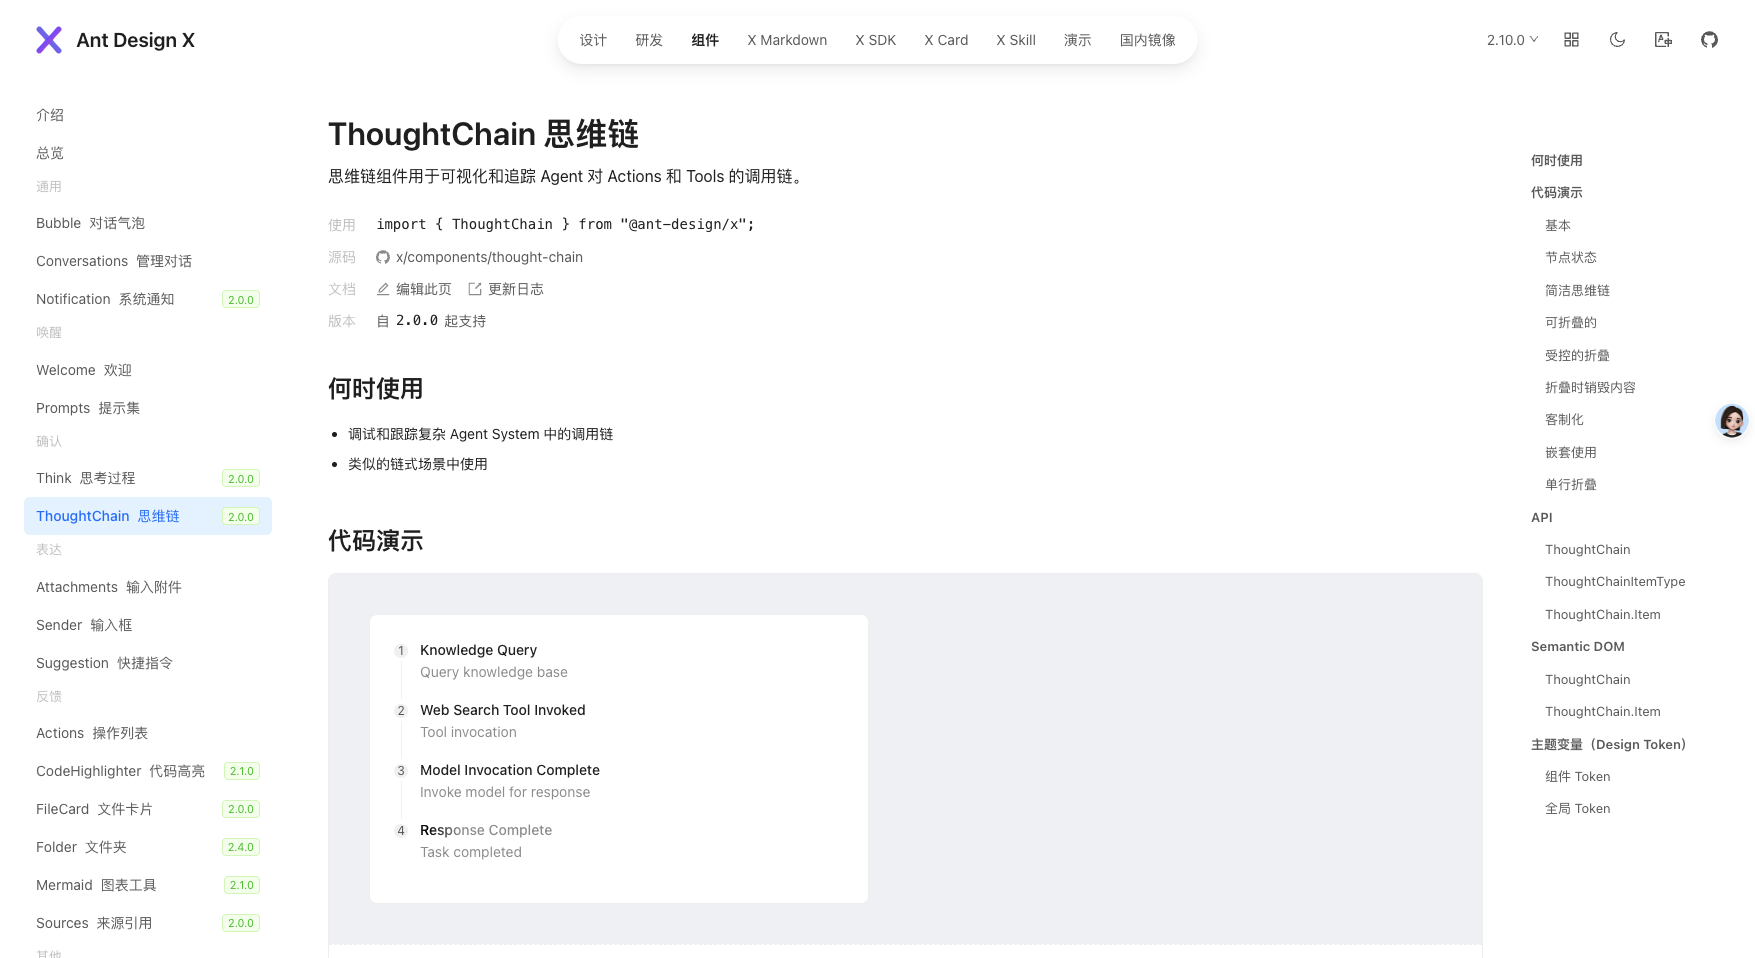 Ant Design X
设计 研发 组件 X Markdown X SDK X Card X Skill 演示 国内镜像
2.10.0
介绍
总览
通用
Bubble 对话气泡
Conversations 管理对话
Notification 系统通知 2.0.0
唤醒
Welcome 欢迎
Prompts 提示集
确认
Think 思考过程 2.0.0
ThoughtChain 思维链 2.0.0
表达
Attachments 输入附件
Sender 输入框
Suggestion 快捷指令
反馈
Actions 操作列表
CodeHighlighter 代码高亮 2.1.0
FileCard 文件卡片 2.0.0
Folder 文件夹 2.4.0
Mermaid 图表工具 2.1.0
Sources 来源引用 2.0.0
其他
ThoughtChain 思维链
思维链组件用于可视化和追踪 Agent 对 Actions 和 Tools 的调用链。
使用 import { ThoughtChain } from "@ant-design/x";
源码 x/components/thought-chain
文档 编辑此页 更新日志
版本 自 2.0.0 起支持
何时使用
调试和跟踪复杂 Agent System 中的调用链
类似的链式场景中使用
代码演示
1 Knowledge Query
Query knowledge base
2 Web Search Tool Invoked
Tool invocation
3 Model Invocation Complete
Invoke model for response
4 Response Complete
Task completed
何时使用
代码演示
基本
节点状态
简洁思维链
可折叠的
受控的折叠
折叠时销毁内容
客制化
嵌套使用
单行折叠
API
ThoughtChain
ThoughtChainItemType
ThoughtChain.Item
Semantic DOM
ThoughtChain
ThoughtChain.Item
主题变量（Design Token）
组件 Token
全局 Token